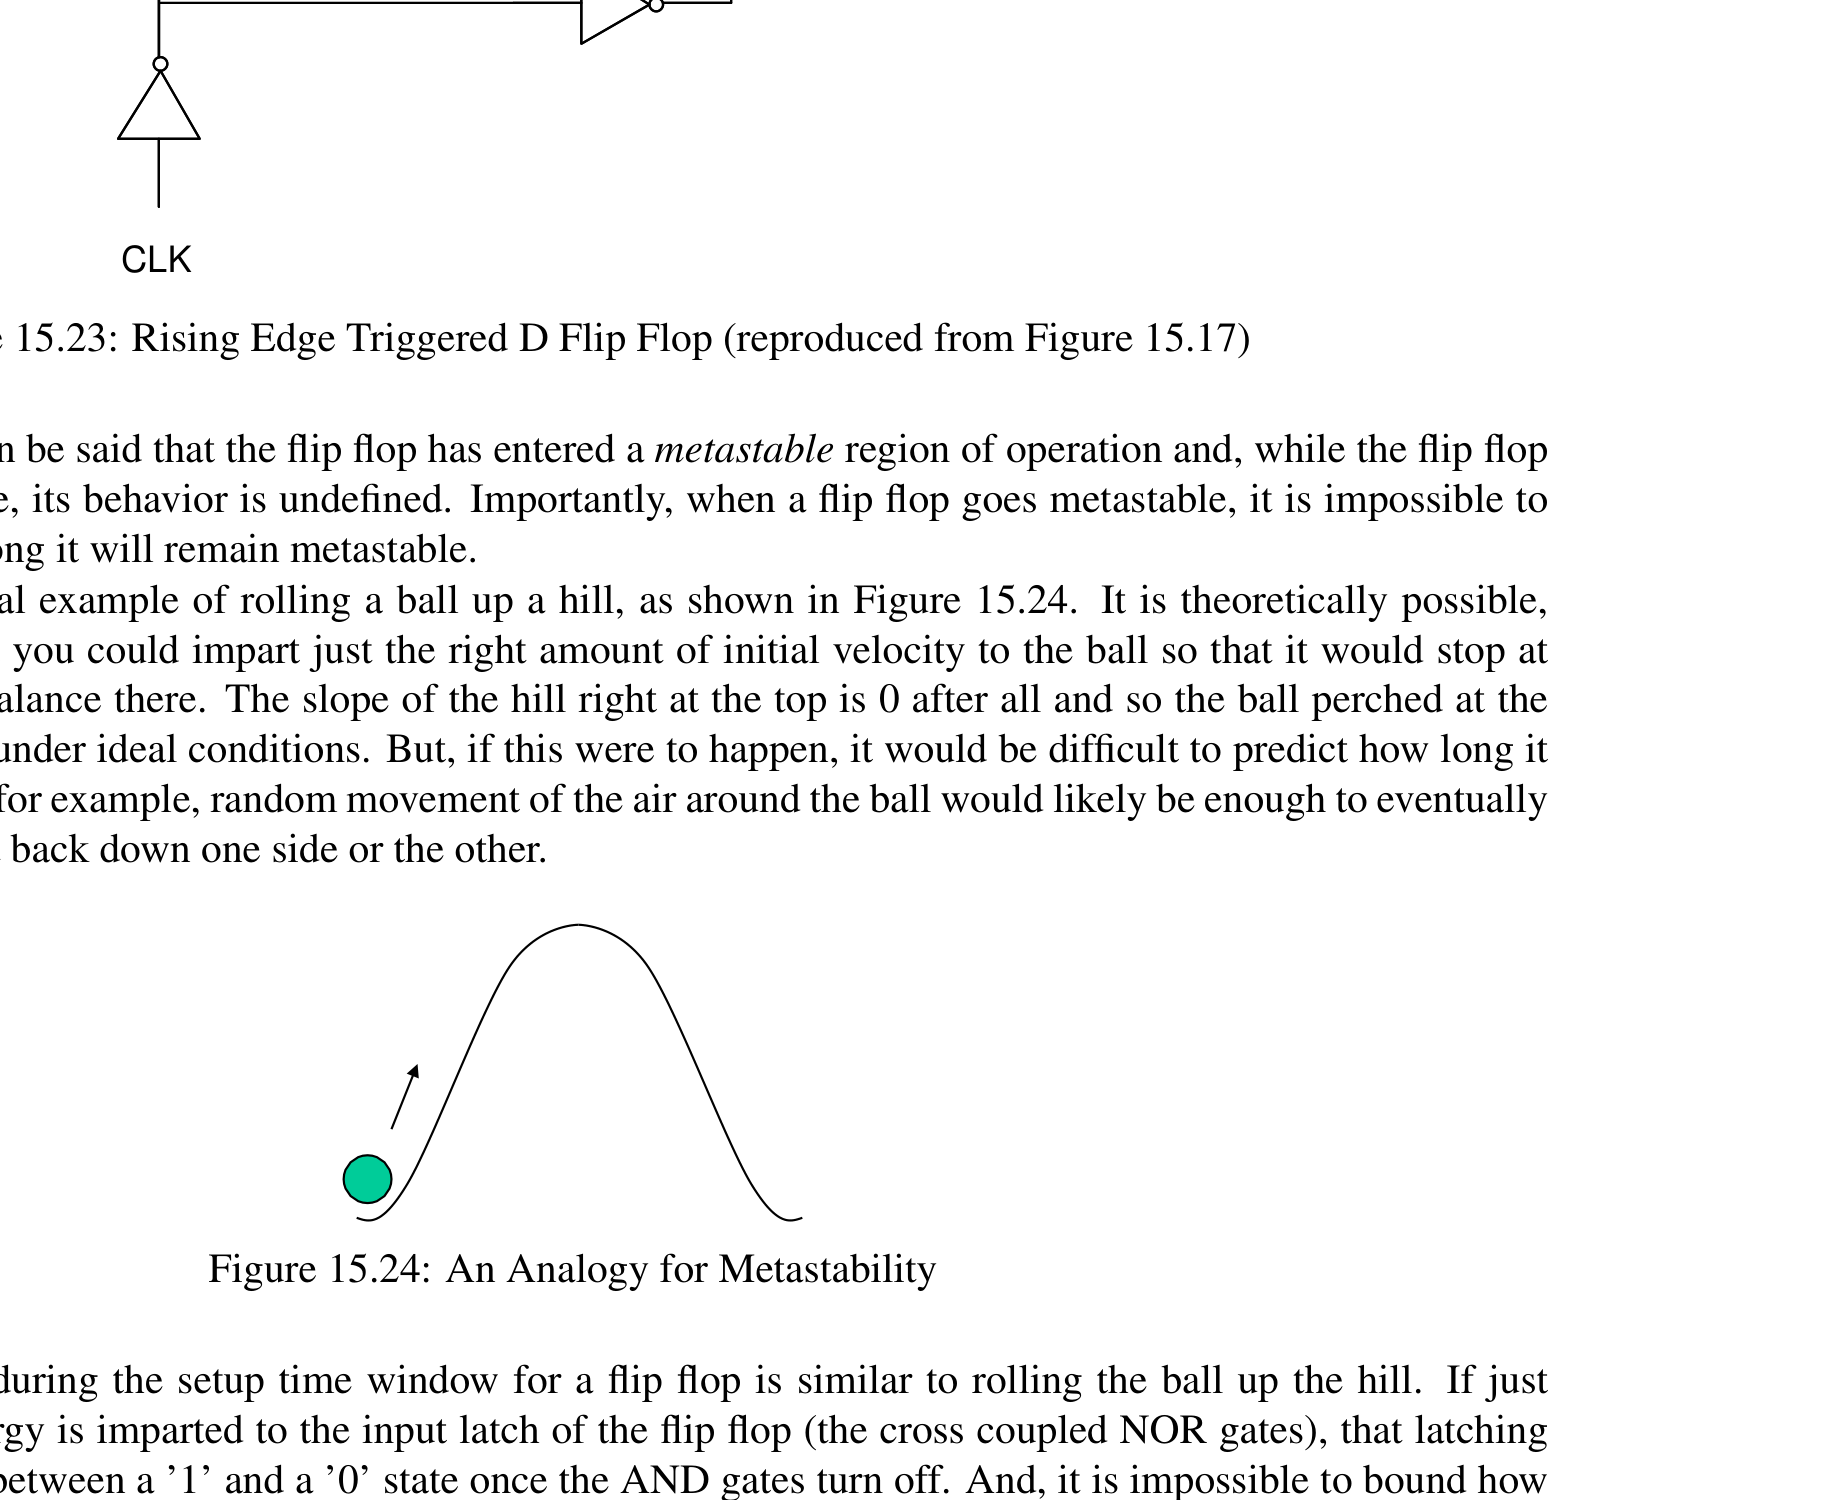 CLK
15.23: Rising Edge Triggered D Flip Flop (reproduced from Figure 15.17)
be said that the flip flop has entered a metastable region of operation and, while the flip flop
its behavior is undefined. Importantly, when a flip flop goes metastable, it is impossible to
it will remain metastable.
example of rolling a ball up a hill, as shown in Figure 15.24. It is theoretically possible,
you could impart just the right amount of initial velocity to the ball so that it would stop at
there. The slope of the hill right at the top is 0 after all and so the ball perched at the
under ideal conditions. But, if this were to happen, it would be difficult to predict how long it
for example, random movement of the air around the ball would likely be enough to eventually
back down one side or the other.
Figure 15.24: An Analogy for Metastability
during the setup time window for a flip flop is similar to rolling the ball up the hill. If just
is imparted to the input latch of the flip flop (the cross coupled NOR gates), that latching
between a ’1’ and a ’0’ state once the AND gates turn off. And, it is impossible to bound how